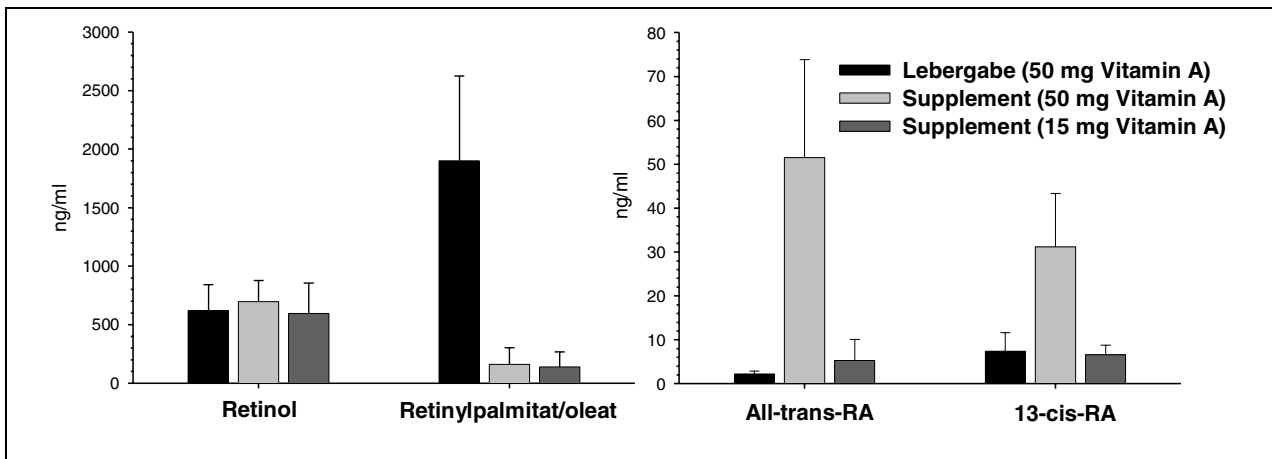 3000
2500
2000
1500
1000
500
0
ng/ml
Retinol
Retinylpalmitat/oleat
80
70
60
50
40
30
20
10
0
ng/ml
Lebergabe (50 mg Vitamin A)
Supplement (50 mg Vitamin A)
Supplement (15 mg Vitamin A)
All-trans-RA
13-cis-RA